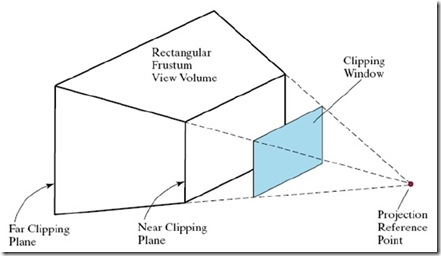 Rectangular
Frustum
View Volume
Clipping
Window
Far Clipping
Plane
Near Clipping
Plane
Projection
Reference
Point